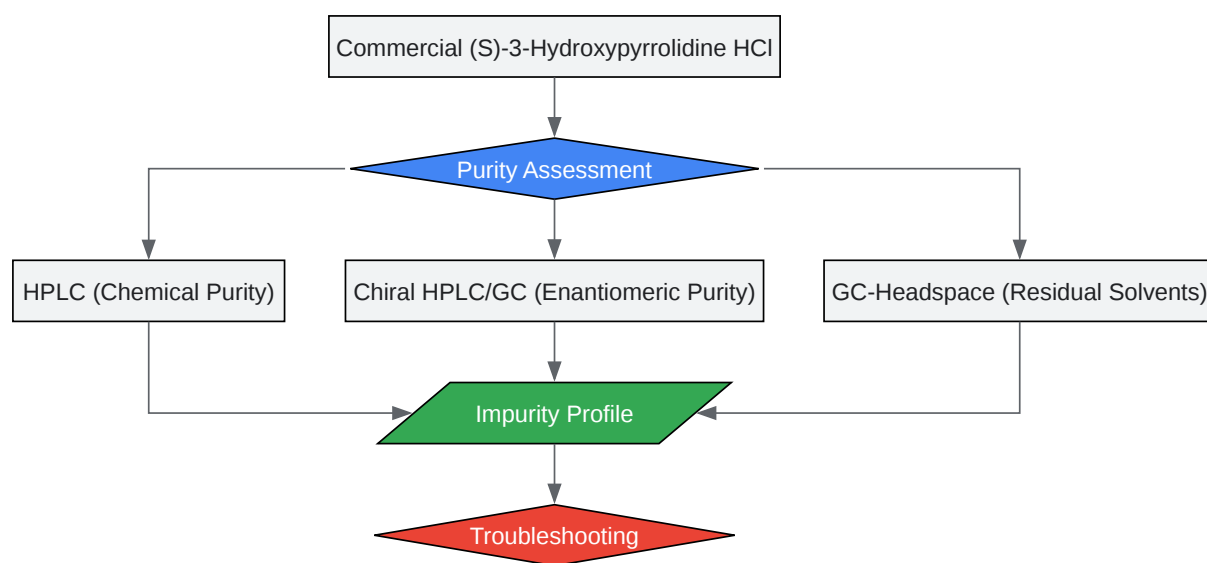 Commercial (S)-3-Hydroxypyrrolidine HCl
Purity Assessment
HPLC (Chemical Purity)
Chiral HPLC/GC (Enantiomeric Purity)
GC-Headspace (Residual Solvents)
Impurity Profile
Troubleshooting